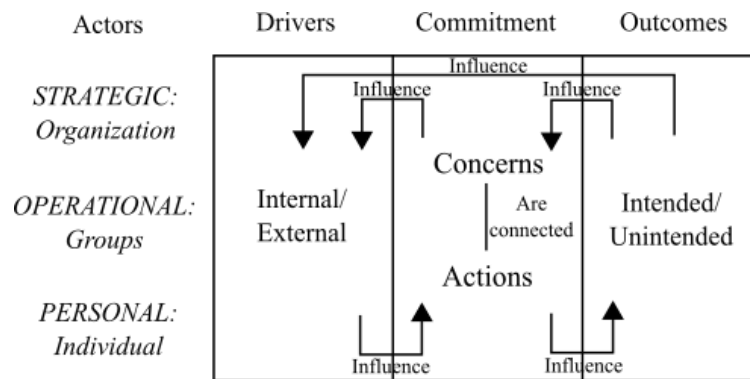 Actors Drivers Commitment Outcomes
Influence
STRATEGIC: Influence Influence
Organization
Concerns
OPERATIONAL: Internal/ Are Intended/
Groups External connected Unintended
Actions
PERSONAL:
Individual
Influence Influence